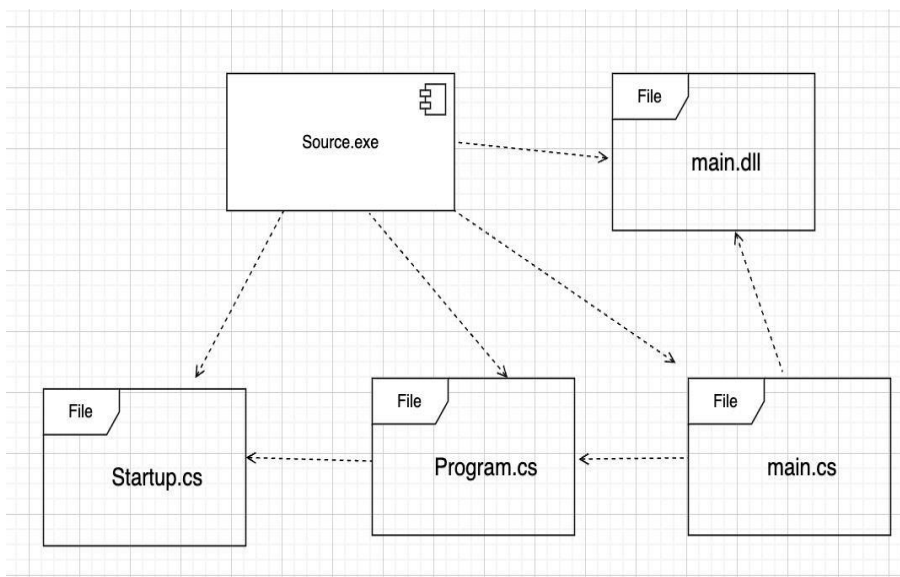 File
Source.exe
main.dll
File
Startup.cs
File
Program.cs
File
main.cs